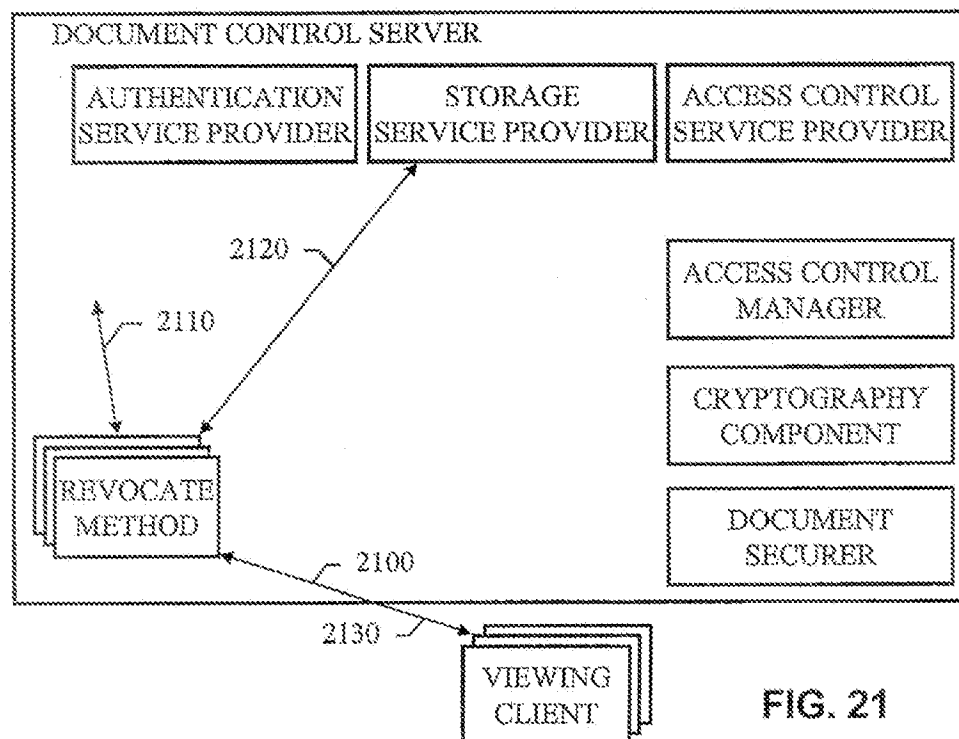 DOCUMENT CONTROL SERVER
AUTHENTICATION
SERVICE PROVIDER
STORAGE
SERVICE PROVIDER
ACCESS CONTROL
SERVICE PROVIDER
2120
ACCESS CONTROL
MANAGER
2110
CRYPTOGRAPHY
COMPONENT
REVOCATE
METHOD
DOCUMENT
SECURER
2100
2130
VIEWING
CLIENT
FIG. 21